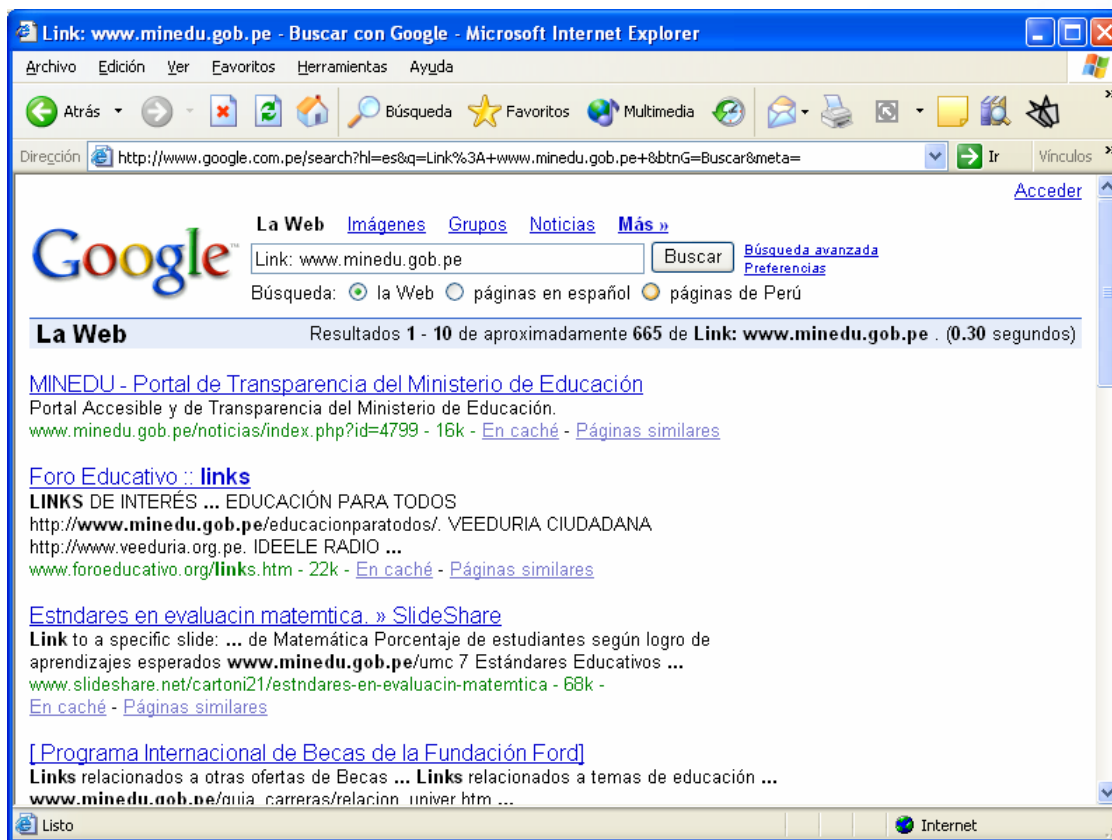 Link: www.minedu.gob.pe - Buscar con Google - Microsoft Internet Explorer
Archivo Edición Ver Favoritos Herramientas Ayuda
Atrás Búsqueda Favoritos Multimedia »
Dirección http://www.google.com.pe/search?hl=es&q=Link%3A+www.minedu.gob.pe+&btnG=Buscar&meta= Ir Vínculos »
Acceder
La Web Imágenes Grupos Noticias Más »
Google™ Link: www.minedu.gob.pe Buscar Búsqueda avanzada
Preferencias
Búsqueda: la Web páginas en español páginas de Perú
La Web Resultados 1 - 10 de aproximadamente 665 de Link: www.minedu.gob.pe . (0.30 segundos)
MINEDU - Portal de Transparencia del Ministerio de Educación
Portal Accesible y de Transparencia del Ministerio de Educación.
www.minedu.gob.pe/noticias/index.php?id=4799 - 16k - En caché - Páginas similares
Foro Educativo :: links
LINKS DE INTERÉS ... EDUCACIÓN PARA TODOS
http://www.minedu.gob.pe/educacionparatodos/. VEEDURIA CIUDADANA
http://www.veeduria.org.pe. IDEELE RADIO ...
www.foroeducativo.org/links.htm - 22k - En caché - Páginas similares
Estndares en evaluacin matemtica. » SlideShare
Link to a specific slide: ... de Matemática Porcentaje de estudiantes según logro de
aprendizajes esperados www.minedu.gob.pe/umc 7 Estándares Educativos ...
www.slideshare.net/cartoni21/estndares-en-evaluacin-matemtica - 68k -
En caché - Páginas similares
[ Programa Internacional de Becas de la Fundación Ford]
Links relacionados a otras ofertas de Becas ... Links relacionados a temas de educación ...
www.minedu.gob.pe/guia_carreras/relacion_univer.htm ...
Listo Internet